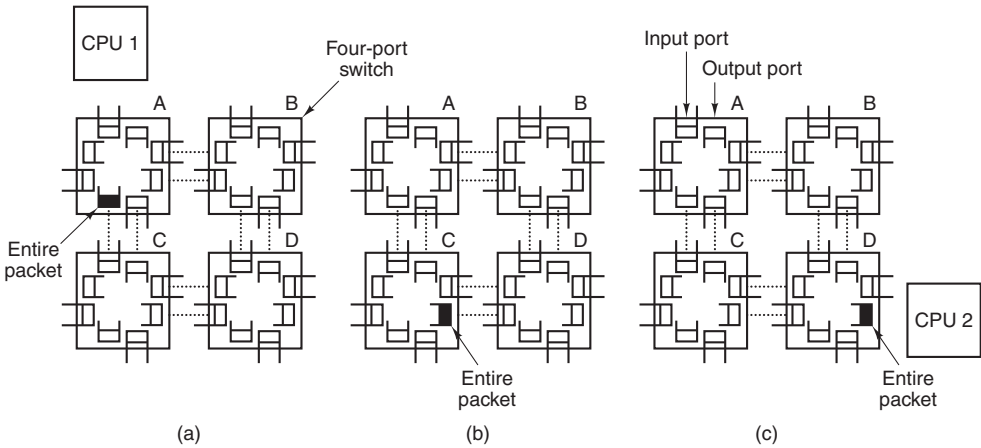 CPU 1
Four-port
switch
Input port
Output port
A
B
A
B
A
B
Entire
packet
C
D
C
D
C
D
CPU 2
Entire
packet
Entire
packet
(a)
(b)
(c)